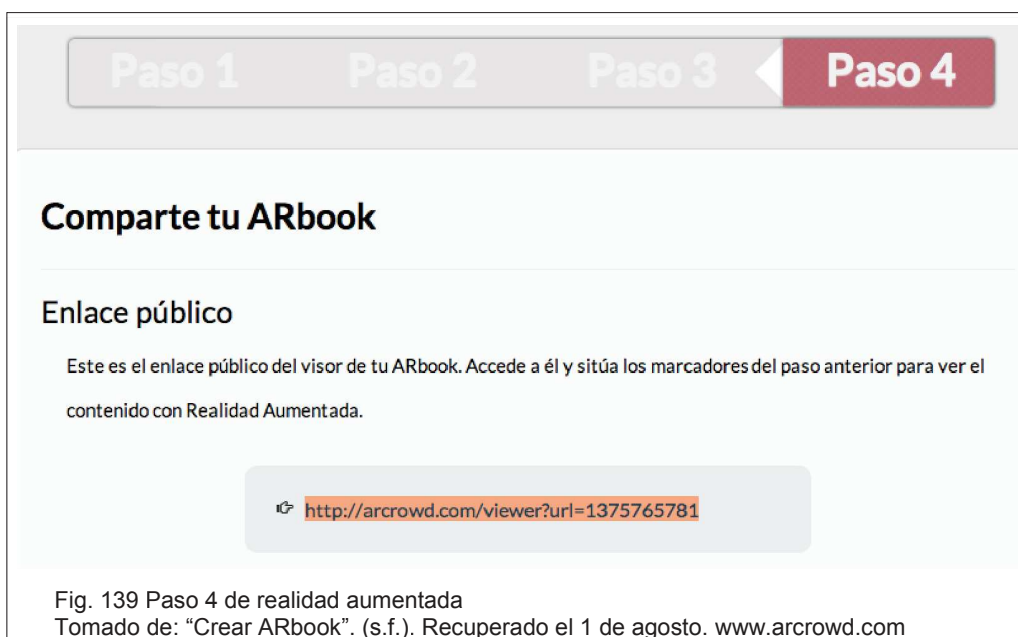 Paso 1 Paso 2 Paso 3 Paso 4
Comparte tu ARbook
Enlace público
Este es el enlace público del visor de tu ARbook. Accede a él y sitúa los marcadores del paso anterior para ver el
contenido con Realidad Aumentada.
http://arcrowd.com/viewer?url=1375765781
Fig. 139 Paso 4 de realidad aumentada
Tomado de: “Crear ARbook”. (s.f.). Recuperado el 1 de agosto. www.arcrowd.com